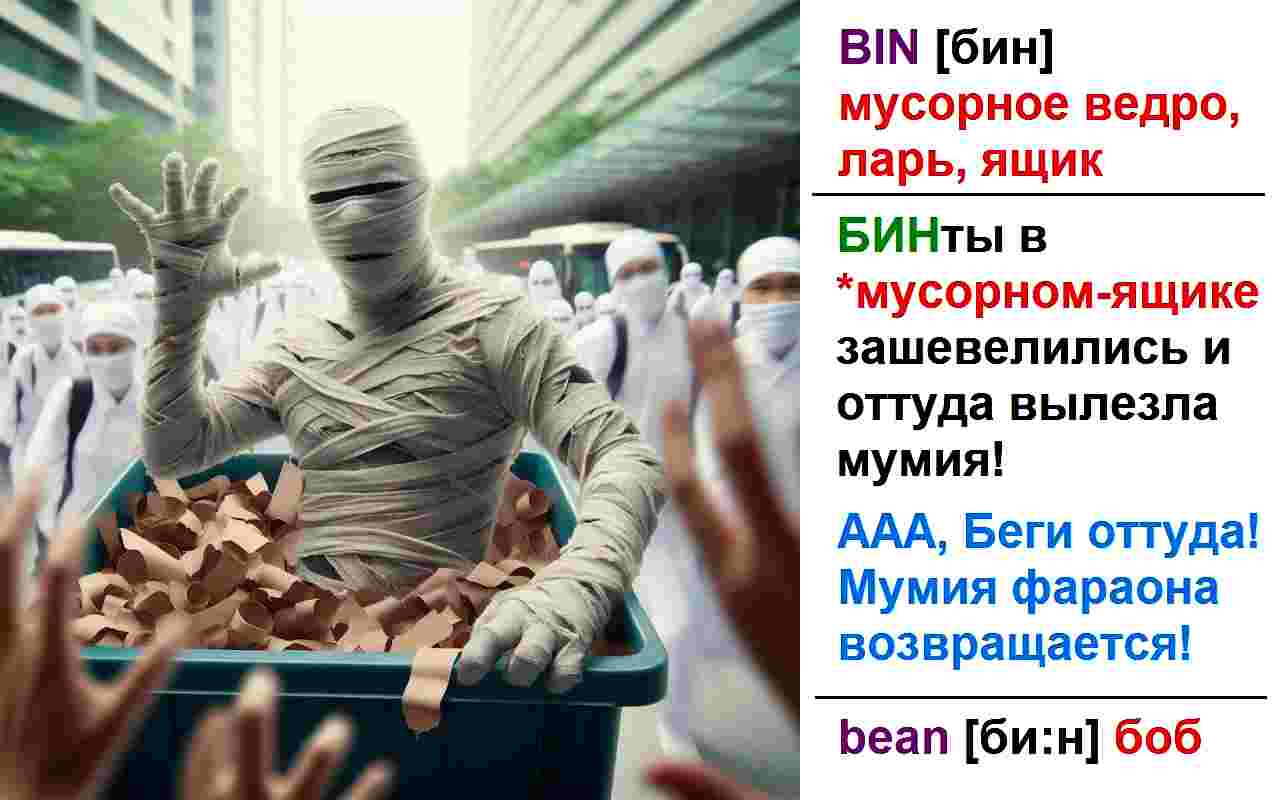 BIN [бин]
мусорное ведро,
ларь, ящик
БИНты в
*мусорном-ящике
зашевелились и
оттуда вылезла
мумия!
ААА, Беги оттуда!
Мумия фараона
возвращается!
bean [би:н] боб